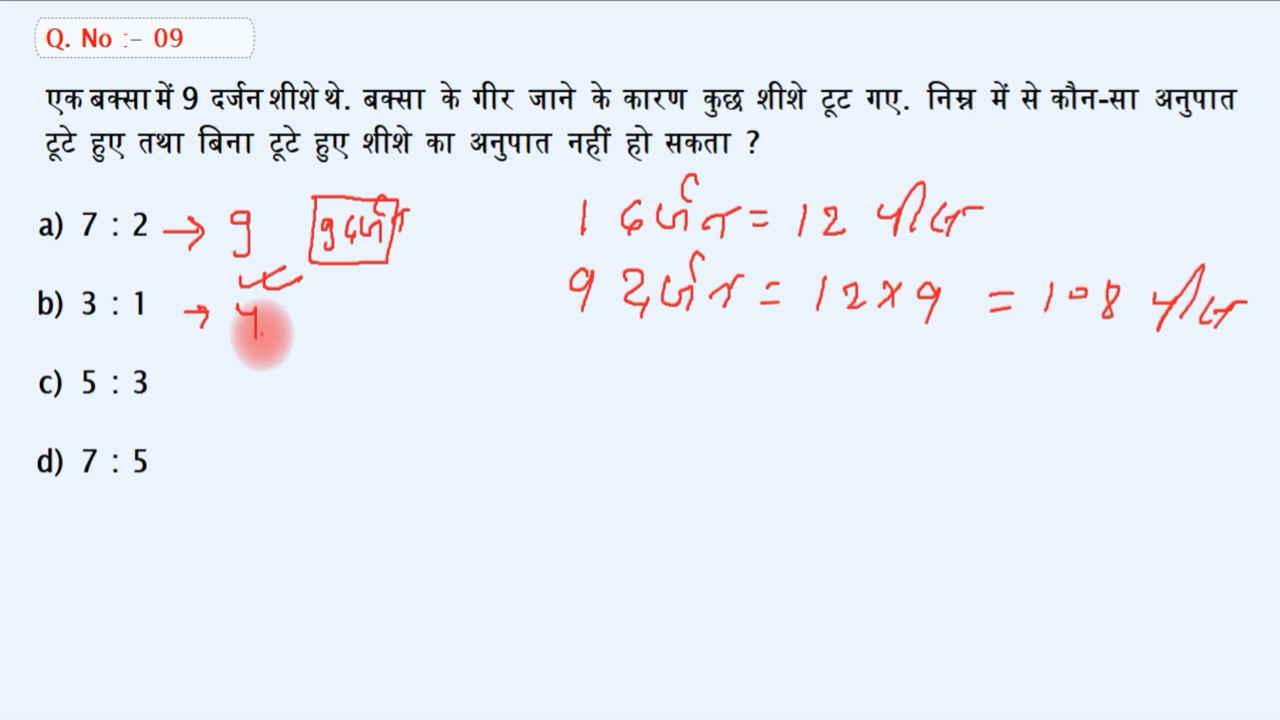 Q. No :- 09
एक बक्सा में 9 दर्जन शीशे थे. बक्सा के गीर जाने के कारण कुछ शीशे टूट गए. निम्न में से कौन-सा अनुपात
टूटे हुए तथा बिना टूटे हुए शीशे का अनुपात नहीं हो सकता ?
a) 7 : 2 → 9 9 दर्जन
1 दर्जन = 12 पीस
b) 3 : 1 → 4
9 दर्जन = 12 × 9 = 108 पीस
c) 5 : 3
d) 7 : 5